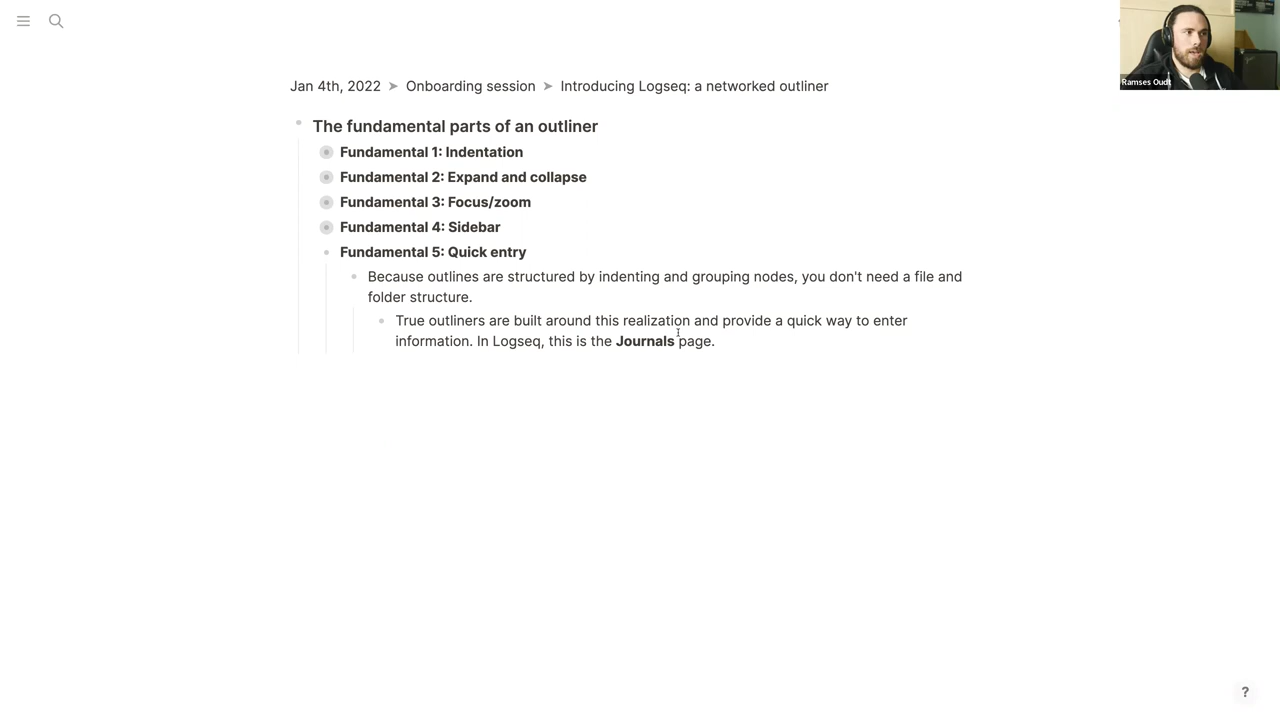 Jan 4th, 2022 ➤ Onboarding session ➤ Introducing Logseq: a networked outliner
Ramses Oudt
The fundamental parts of an outliner
Fundamental 1: Indentation
Fundamental 2: Expand and collapse
Fundamental 3: Focus/zoom
Fundamental 4: Sidebar
Fundamental 5: Quick entry
Because outlines are structured by indenting and grouping nodes, you don't need a file and
folder structure.
True outliners are built around this realization and provide a quick way to enter
information. In Logseq, this is the Journals page.
?